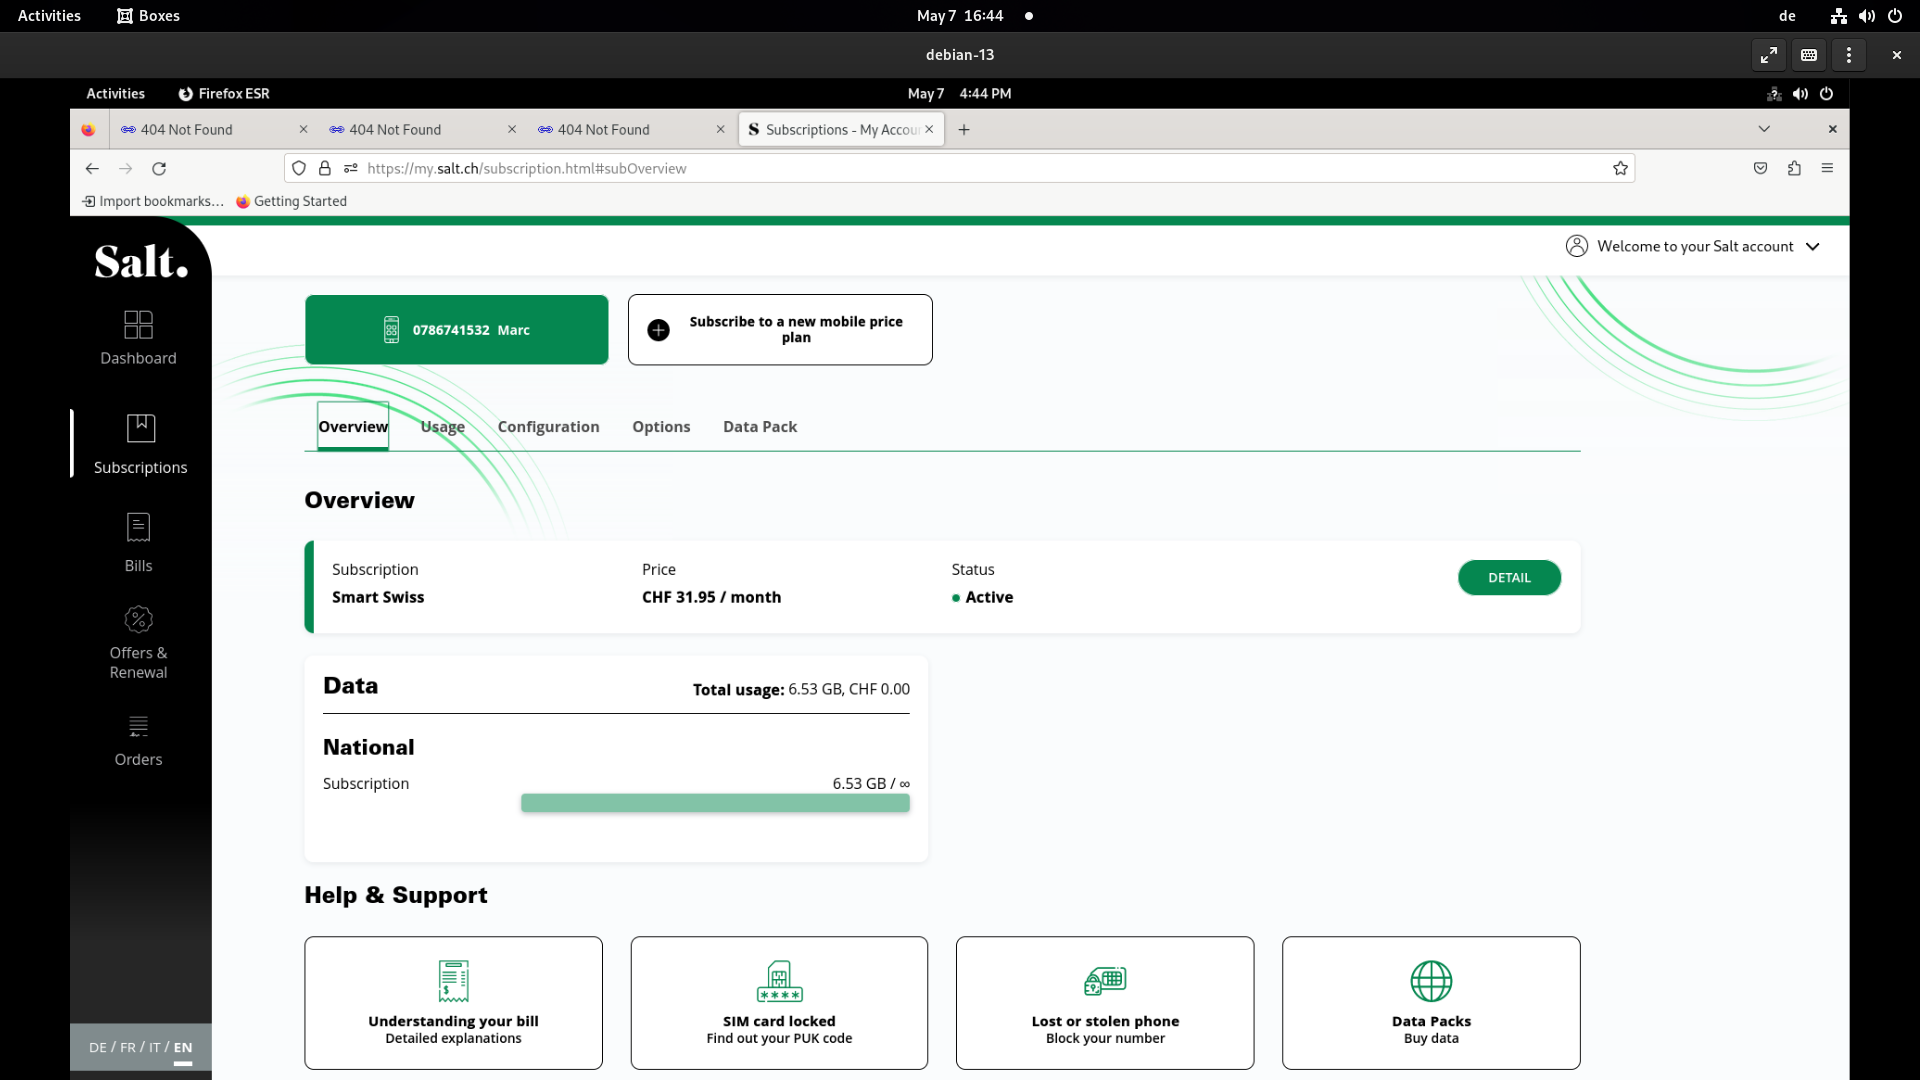 Activities Boxes May 7 16:44 de
debian-13
Activities Firefox ESR May 7 4:44 PM
404 Not Found 404 Not Found 404 Not Found Subscriptions - My Accou
https://my.salt.ch/subscription.html#subOverview
Import bookmarks... Getting Started
Salt.
Welcome to your Salt account
Dashboard
Subscriptions
Bills
Offers &
Renewal
Orders
DE / FR / IT / EN
0786741532 Marc
Subscribe to a new mobile price
plan
Overview Usage Configuration Options Data Pack
Overview
Subscription Price Status
Smart Swiss CHF 31.95 / month Active
DETAIL
Data Total usage: 6.53 GB, CHF 0.00
National
Subscription 6.53 GB / ∞
Help & Support
Understanding your bill
Detailed explanations
SIM card locked
Find out your PUK code
Lost or stolen phone
Block your number
Data Packs
Buy data